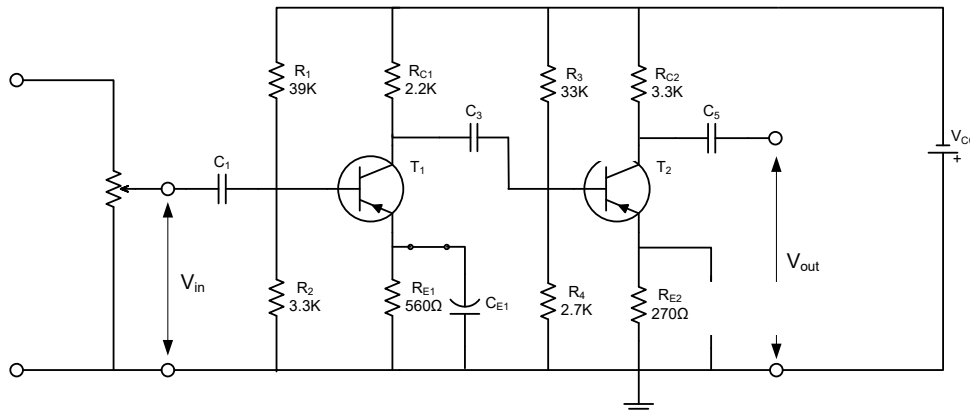 R1
39K
RC1
2.2K
R3
33K
RC2
3.3K
C3
C5
VCC
+
C1
T1
T2
Vin
Vout
R2
3.3K
RE1
560Ω
CE1
R4
2.7K
RE2
270Ω